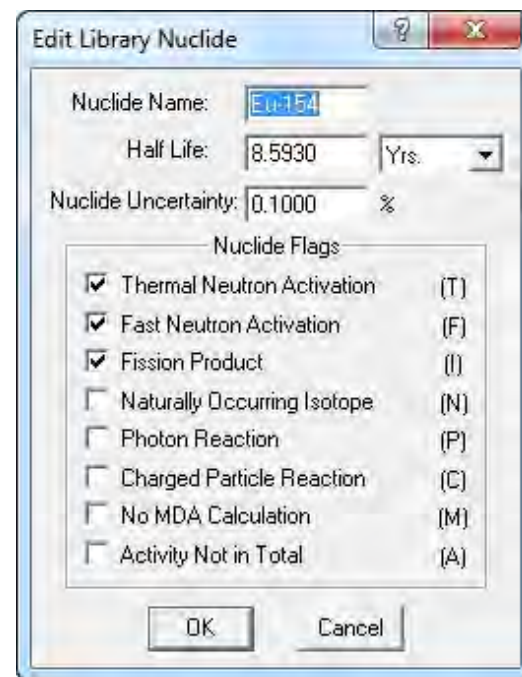 Edit Library Nuclide
?
Nuclide Name: Eu-154
Half Life: 8.5930 Yrs.
Nuclide Uncertainty: 0.1000 %
Nuclide Flags
Thermal Neutron Activation (T)
Fast Neutron Activation (F)
Fission Product (I)
Naturally Occurring Isotope (N)
Photon Reaction (P)
Charged Particle Reaction (C)
No MDA Calculation (M)
Activity Not in Total (A)
OK Cancel